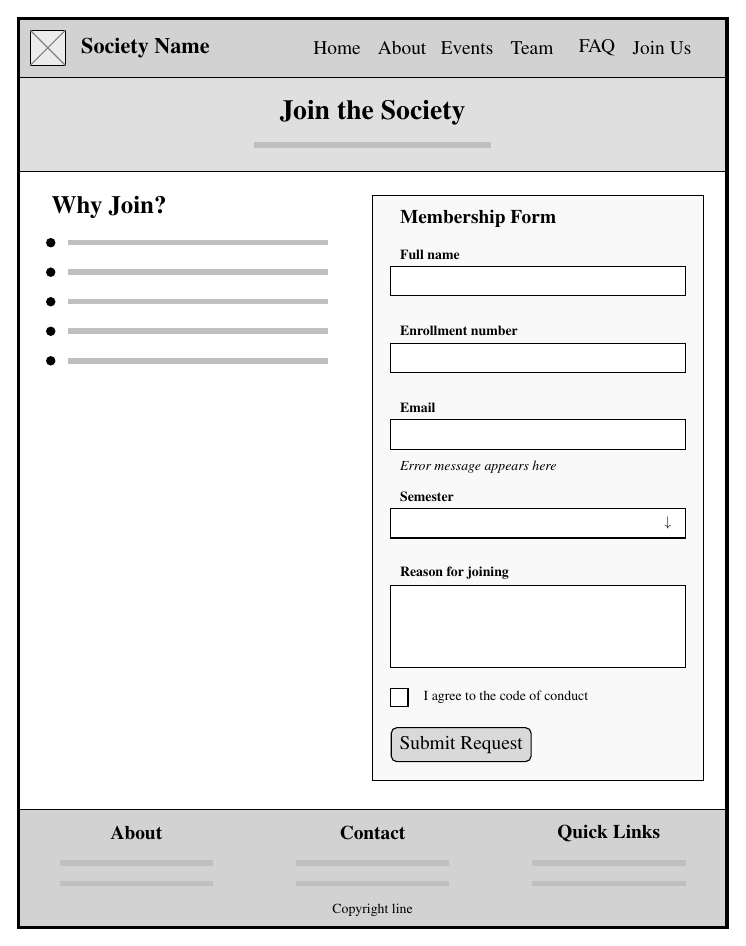 Society Name
Home About Events Team FAQ Join Us
Join the Society
Why Join?
Membership Form
Full name
Enrollment number
Email
Error message appears here
Semester
↓
Reason for joining
I agree to the code of conduct
Submit Request
About Contact Quick Links
Copyright line